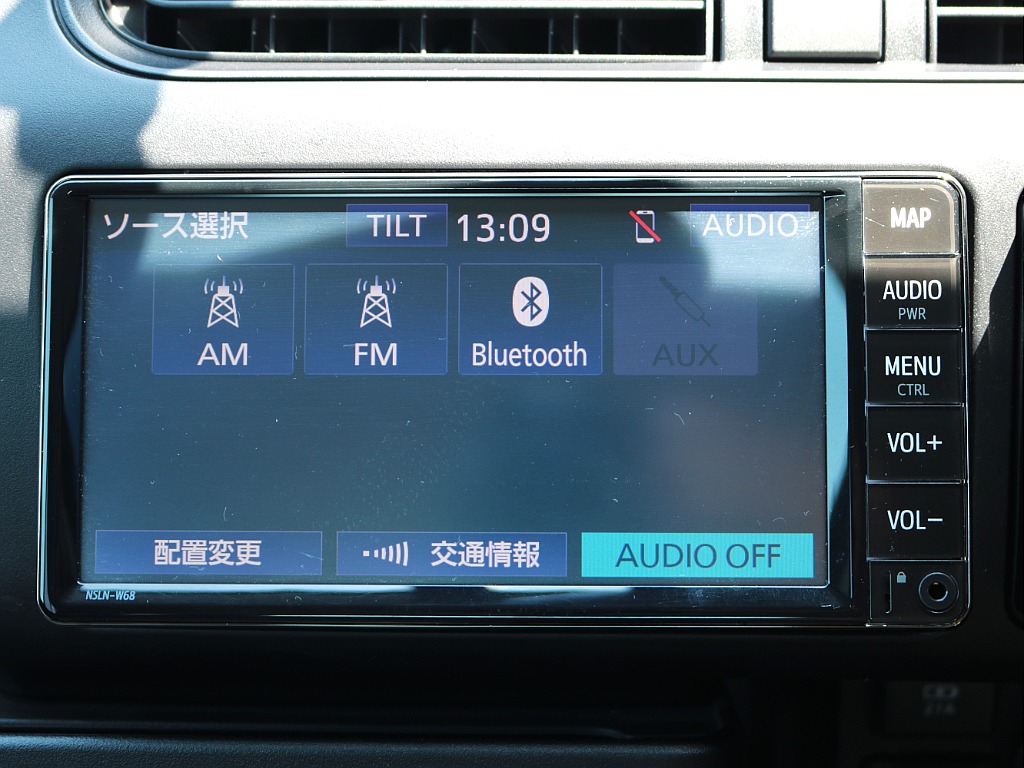 ソース選択 TILT 13:09 AUDIO
AM FM Bluetooth AUX
配置変更 交通情報 AUDIO OFF
NSLN-W68
MAP
AUDIO
PWR
MENU
CTRL
VOL+
VOL-